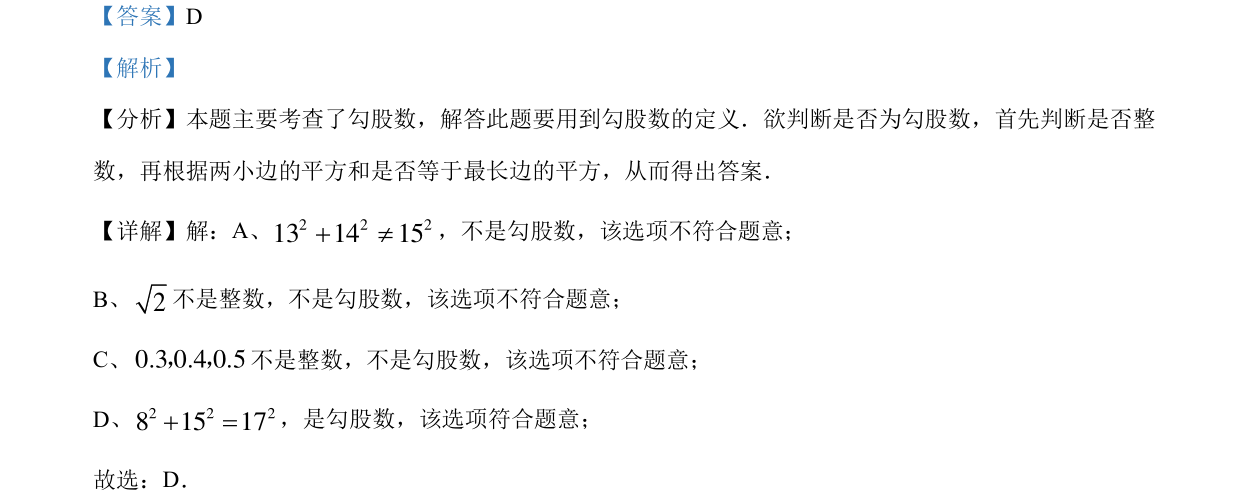 【答案】D
【解析】
【分析】本题主要考查了勾股数，解答此题要用到勾股数的定义．欲判断是否为勾股数，首先判断是否整
数，再根据两小边的平方和是否等于最长边的平方，从而得出答案．
【详解】解：A、13² +14² ≠15²，不是勾股数，该选项不符合题意；
B、√2 不是整数，不是勾股数，该选项不符合题意；
C、0.3,0.4,0.5 不是整数，不是勾股数，该选项不符合题意；
D、8² +15² =17²，是勾股数，该选项符合题意；
故选：D．